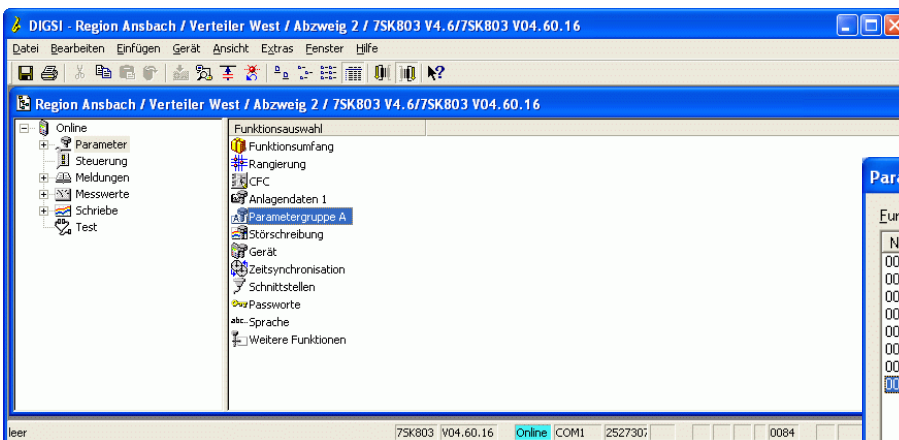 DIGSI - Region Ansbach / Verteiler West / Abzweig 2 / 7SK803 V4.6/7SK803 V04.60.16
Datei Bearbeiten Einfügen Gerät Ansicht Extras Fenster Hilfe
Region Ansbach / Verteiler West / Abzweig 2 / 7SK803 V4.6/7SK803 V04.60.16
Online
Parameter
Steuerung
Meldungen
Messwerte
Schriebe
Test
Funktionsauswahl
Funktionsumfang
Rangierung
CFC
Anlagendaten 1
Parametergruppe A
Störschreibung
Gerät
Zeitsynchronisation
Schnittstellen
Passworte
abc Sprache
Weitere Funktionen
Para
Fun
N
00
00
00
00
00
00
00
00
leer 7SK803 V04.60.16 Online COM1 0084